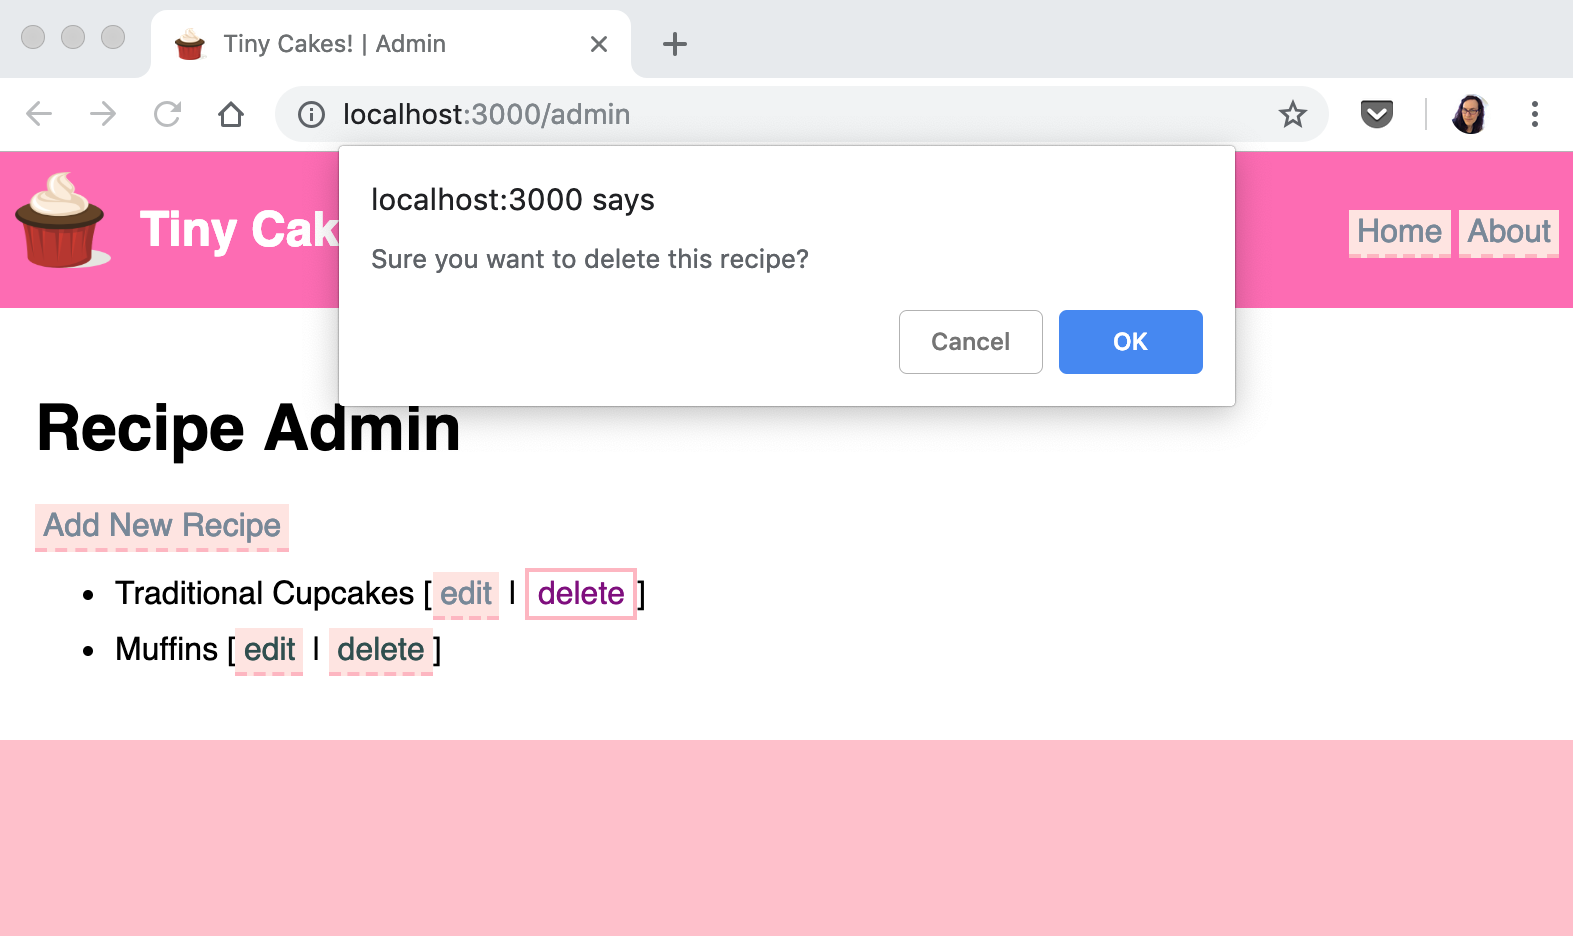 Tiny Cakes! | Admin
localhost:3000/admin
localhost:3000 says
Sure you want to delete this recipe?
Cancel OK
Tiny Cak
Home About
Recipe Admin
Add New Recipe
Traditional Cupcakes [edit | delete]
Muffins [edit | delete]